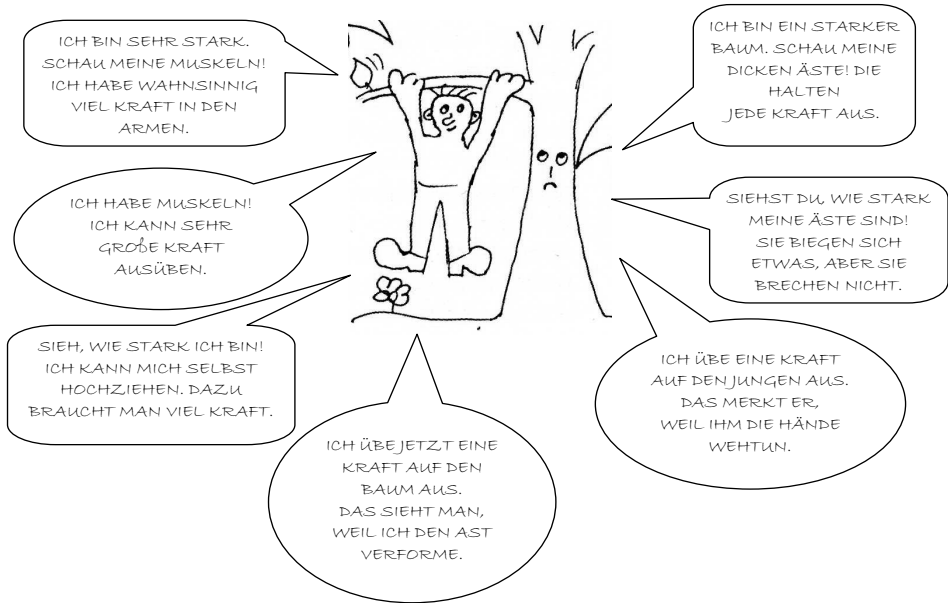 ICH BIN SEHR STARK.
SCHAU MEINE MUSKELN!
ICH HABE WAHNSINNIG
VIEL KRAFT IN DEN
ARMEN.
ICH BIN EIN STARKER
BAUM. SCHAU MEINE
DICKEN ÄSTE! DIE
HALTEN
JEDE KRAFT AUS.
ICH HABE MUSKELN!
ICH KANN SEHR
GROßE KRAFT
AUSÜBEN.
SIEHST DU, WIE STARK
MEINE ÄSTE SIND!
SIE BIEGEN SICH
ETWAS, ABER SIE
BRECHEN NICHT.
SIEH, WIE STARK ICH BIN!
ICH KANN MICH SELBST
HOCHZIEHEN. DAZU
BRAUCHT MAN VIEL KRAFT.
ICH ÜBE EINE KRAFT
AUF DEN JUNGEN AUS.
DAS MERKT ER,
WEIL IHM DIE HÄNDE
WEHTUN.
ICH ÜBE JETZT EINE
KRAFT AUF DEN
BAUM AUS.
DAS SIEHT MAN,
WEIL ICH DEN AST
VERFORME.